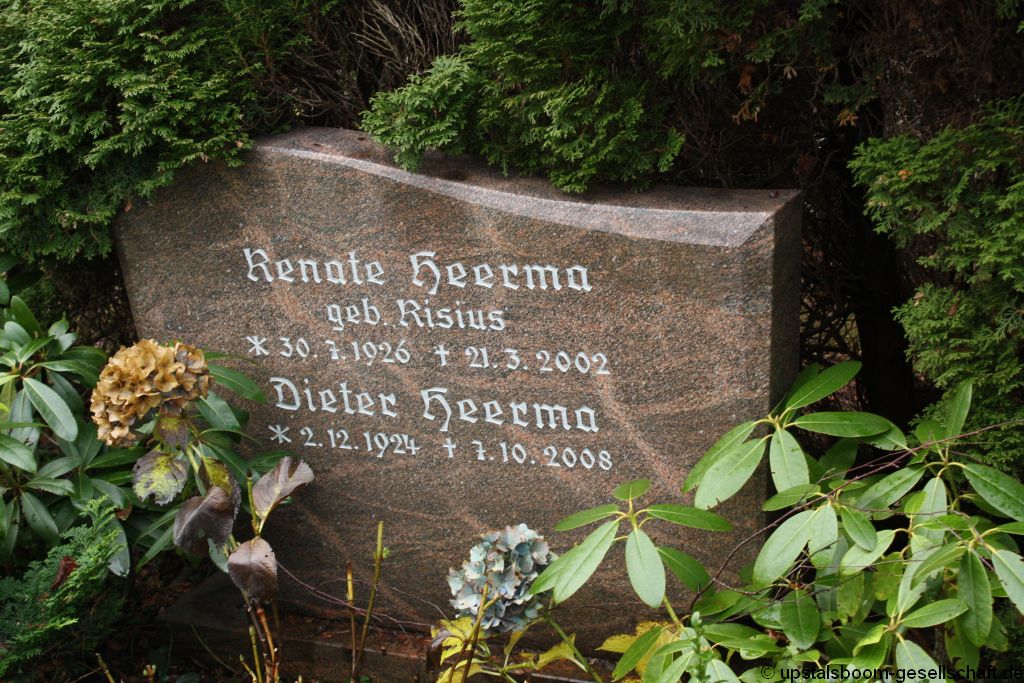 Renate Heerma
geb. Risius
* 30. 7. 1926 † 21. 3. 2002
Dieter Heerma
* 2. 12. 1924 † 7. 10. 2008
© upstalsboom-gesellschaft.de